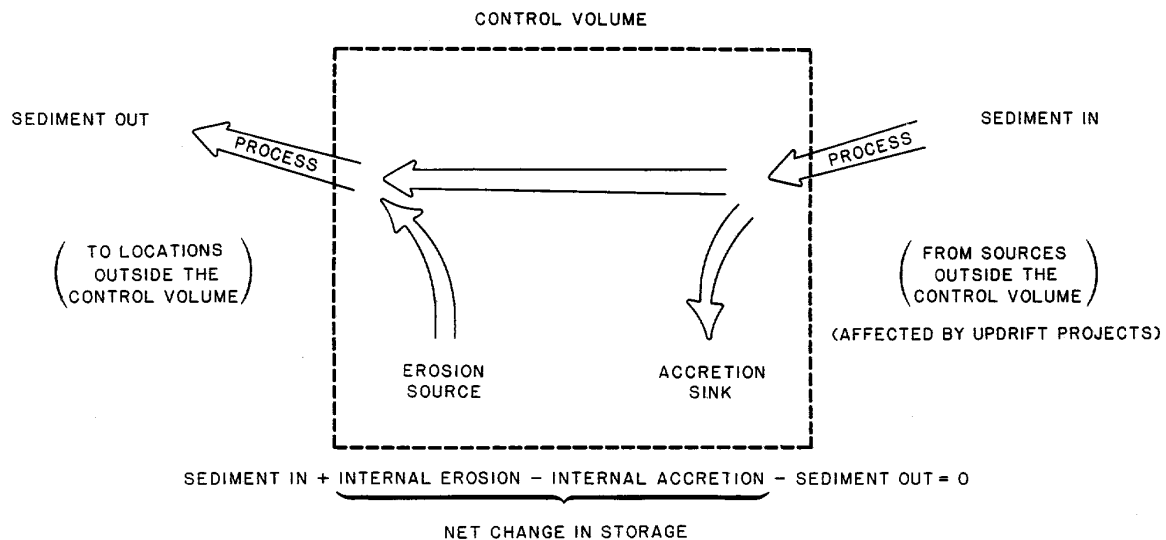 CONTROL VOLUME
SEDIMENT OUT
PROCESS
PROCESS
SEDIMENT IN
(TO LOCATIONS
OUTSIDE THE
CONTROL VOLUME)
(FROM SOURCES
OUTSIDE THE
CONTROL VOLUME)
(AFFECTED BY UPDRIFT PROJECTS)
EROSION
SOURCE
ACCRETION
SINK
SEDIMENT IN + INTERNAL EROSION – INTERNAL ACCRETION – SEDIMENT OUT = 0
NET CHANGE IN STORAGE